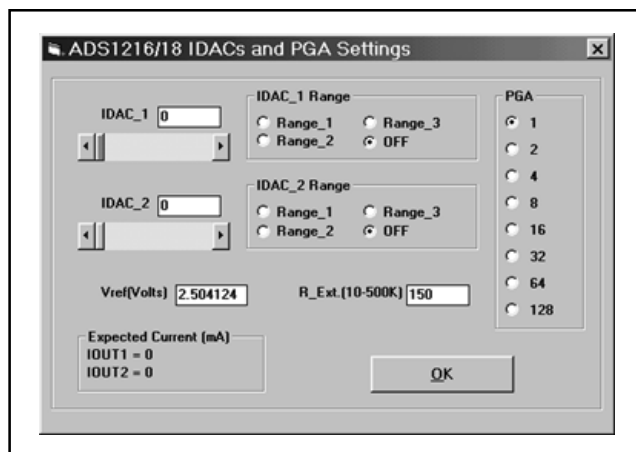 ADS1216/18 IDACs and PGA Settings
IDAC_1 0
IDAC_1 Range
Range_1 Range_3
Range_2 OFF
IDAC_2 0
IDAC_2 Range
Range_1 Range_3
Range_2 OFF
PGA
1
2
4
8
16
32
64
128
Vref(Volts) 2.504124
R_Ext.(10-500K) 150
Expected Current (mA)
IOUT1 = 0
IOUT2 = 0
OK